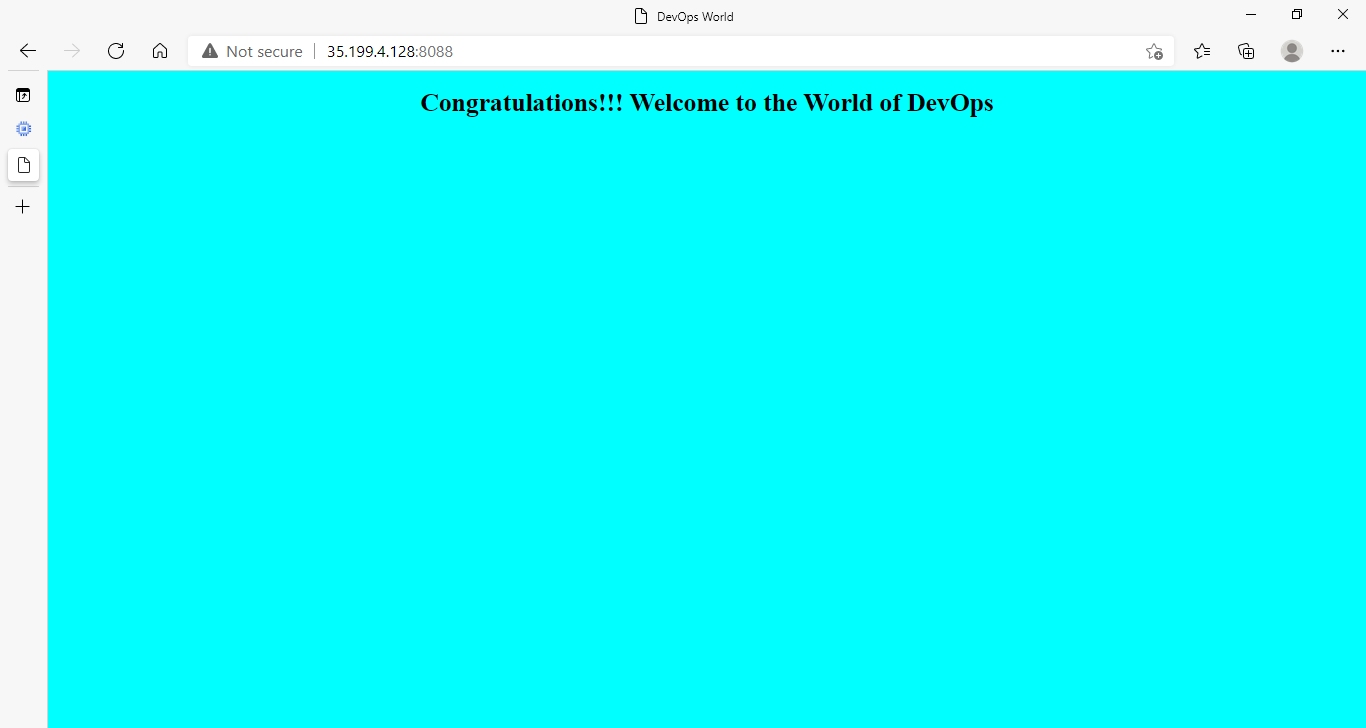 DevOps World
Not secure 35.199.4.128:8088
Congratulations!!! Welcome to the World of DevOps